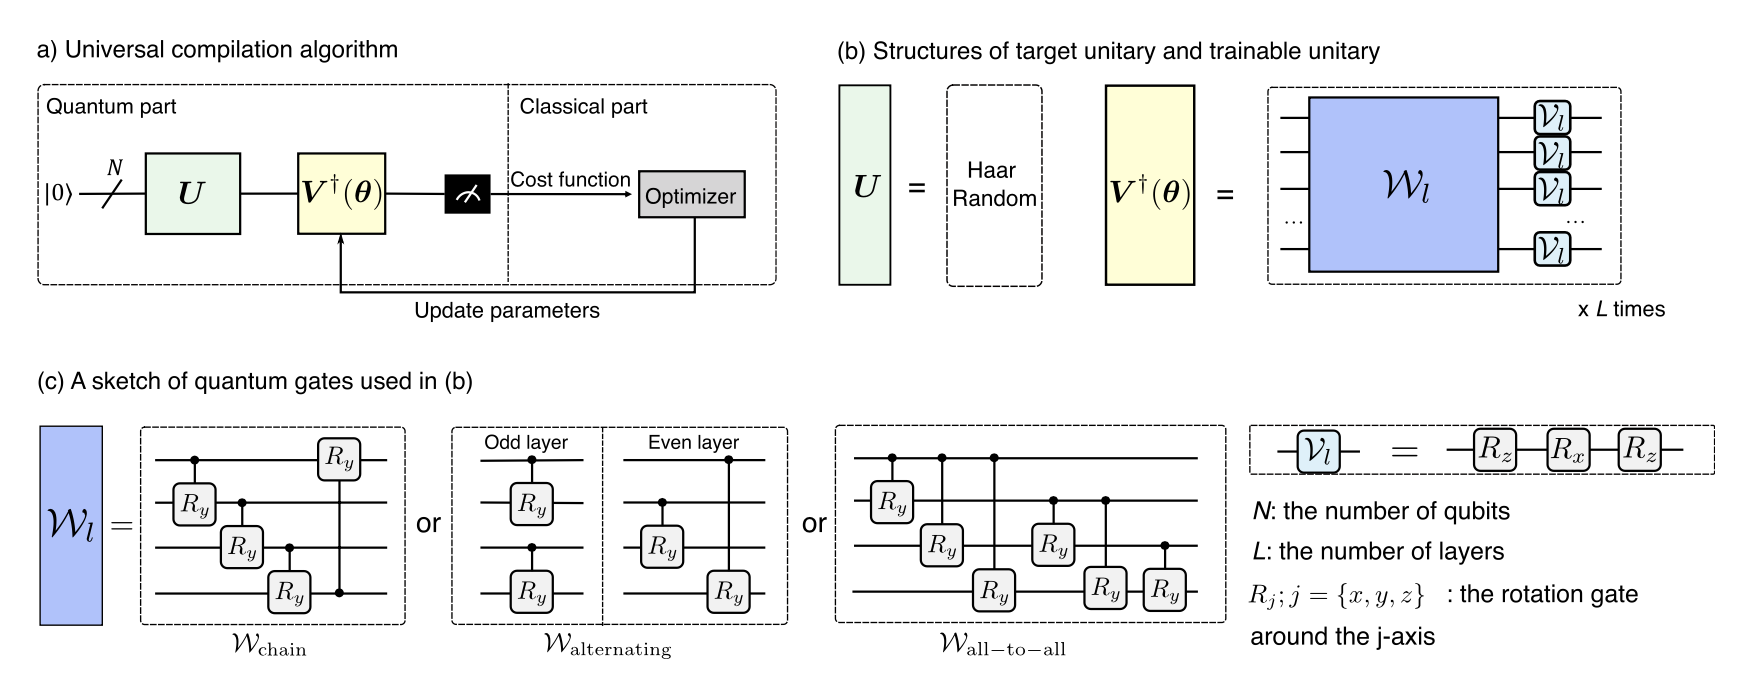 a) Universal compilation algorithm
Quantum part
Classical part
|0⟩
N
U
V†(θ)
Cost function
Optimizer
Update parameters
(b) Structures of target unitary and trainable unitary
U
=
Haar
Random
V†(θ)
=
𝒲l
𝒱l
𝒱l
𝒱l
...
...
𝒱l
x L times
(c) A sketch of quantum gates used in (b)
𝒲l
=
Ry
Ry
Ry
Ry
𝒲chain
or
Odd layer
Even layer
Ry
Ry
Ry
Ry
𝒲alternating
or
Ry
Ry
Ry
Ry
Ry
Ry
𝒲all−to−all
𝒱l = Rz Rx Rz
N: the number of qubits
L: the number of layers
Rj; j = {x, y, z} : the rotation gate
around the j-axis